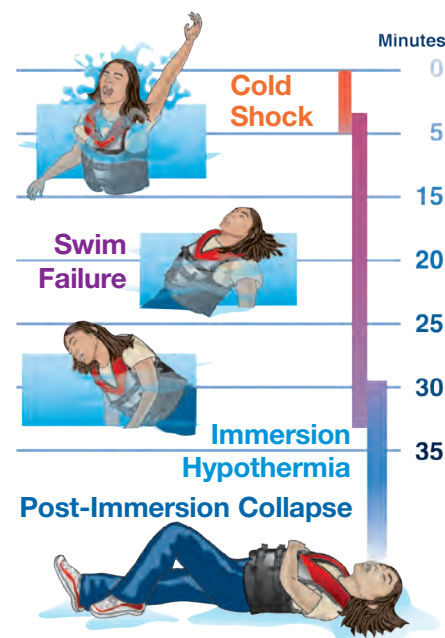 Minutes
0
Cold
Shock
5
15
Swim
Failure
20
25
30
Immersion
Hypothermia
35
Post-Immersion Collapse